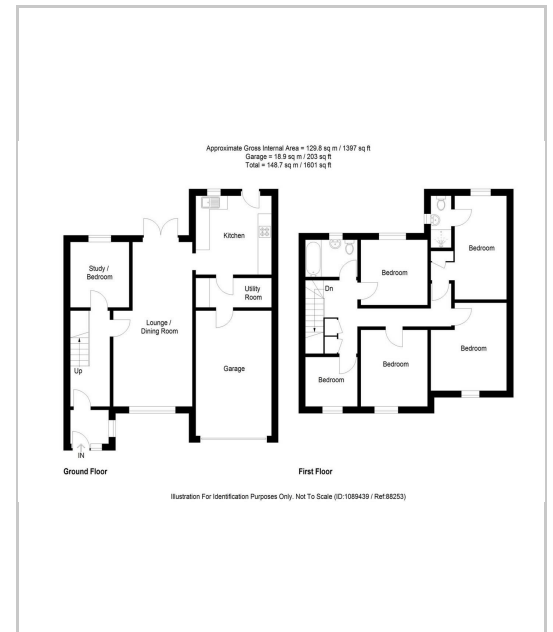 Approximate Gross Internal Area = 129.8 sq m / 1397 sq ft
Garage = 18.9 sq m / 203 sq ft
Total = 148.7 sq m / 1601 sq ft
Kitchen
Study /
Bedroom
Utility
Room
Lounge /
Dining Room
Up
Garage
IN
Ground Floor
Bedroom
Bedroom
Dn
Bedroom
Bedroom
Bedroom
First Floor
Illustration For Identification Purposes Only. Not To Scale (ID:1089439 / Ref:88253)